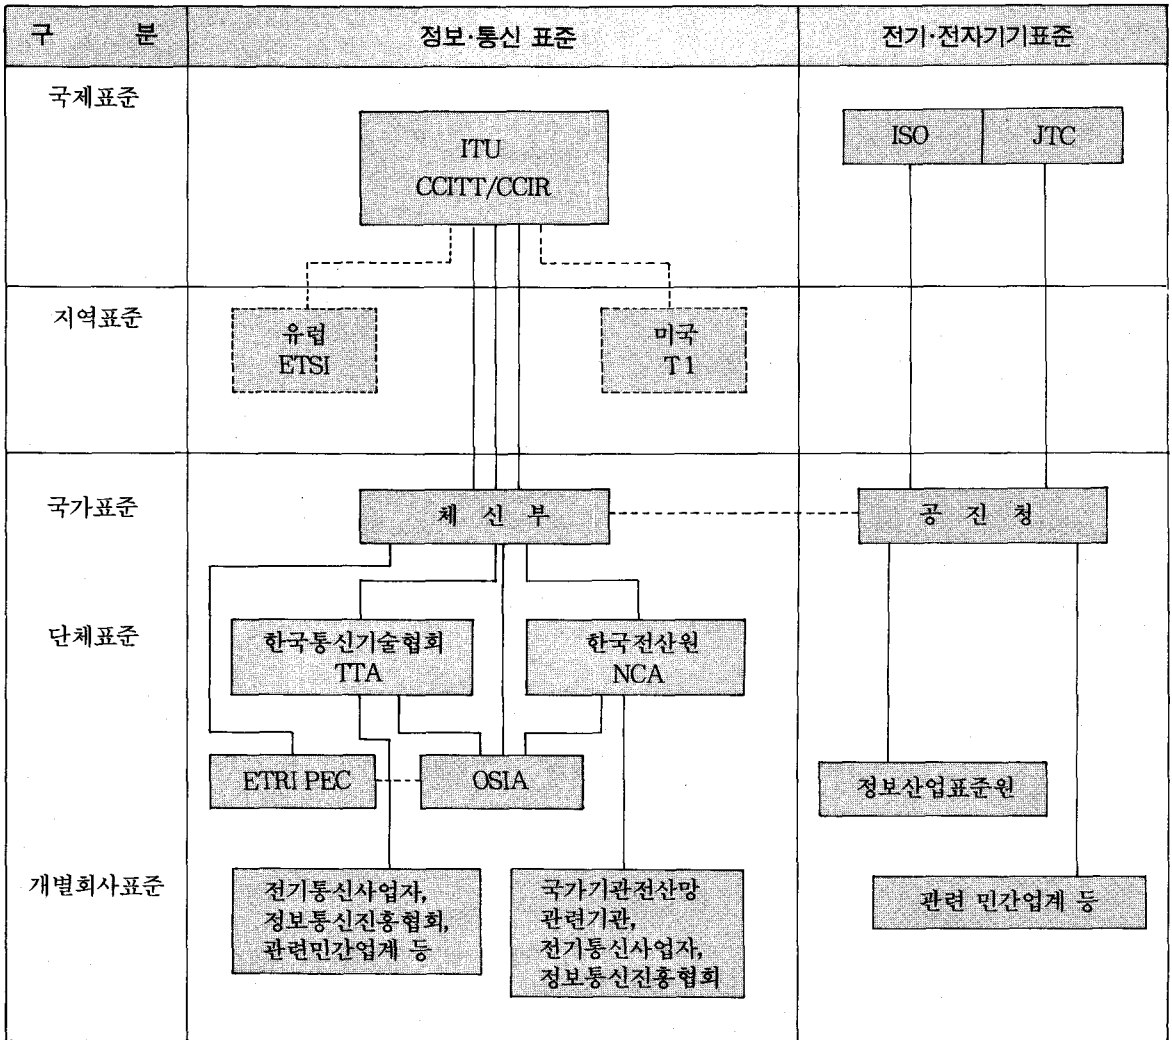 구 분
정보·통신 표준
전기·전자기기표준
국제표준
ITU
CCITT/CCIR
ISO
JTC
지역표준
유럽
ETSI
미국
T1
국가표준
체 신 부
공 진 청
단체표준
한국통신기술협회
TTA
한국전산원
NCA
ETRI PEC
OSIA
정보산업표준원
개별회사표준
전기통신사업자,
정보통신진흥협회,
관련민간업계 등
국가기관전산망
관련기관,
전기통신사업자,
정보통신진흥협회
관련 민간업계 등